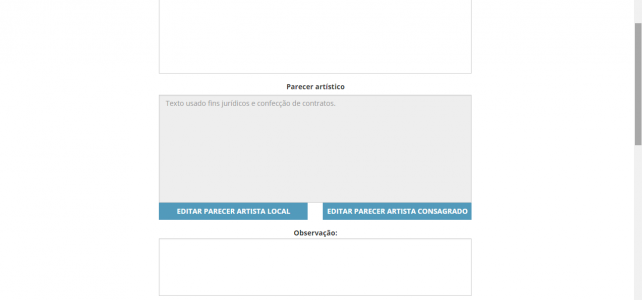 Parecer artístico
Texto usado fins jurídicos e confecção de contratos.
EDITAR PARECER ARTISTA LOCAL
EDITAR PARECER ARTISTA CONSAGRADO
Observação: